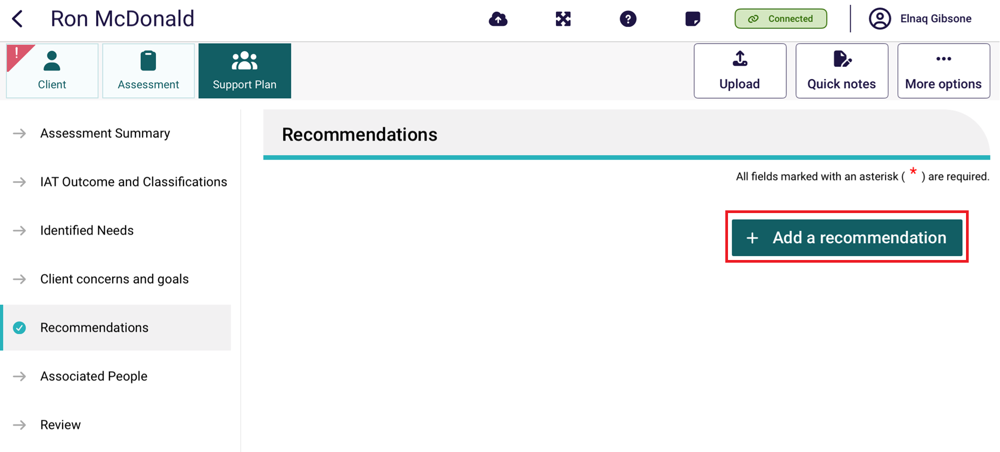 Ron McDonald
Connected
Elnaq Gibsone
!
Client
Assessment
Support Plan
Upload
Quick notes
More options
Assessment Summary
IAT Outcome and Classifications
Identified Needs
Client concerns and goals
Recommendations
Associated People
Review
Recommendations
All fields marked with an asterisk ( * ) are required.
+ Add a recommendation